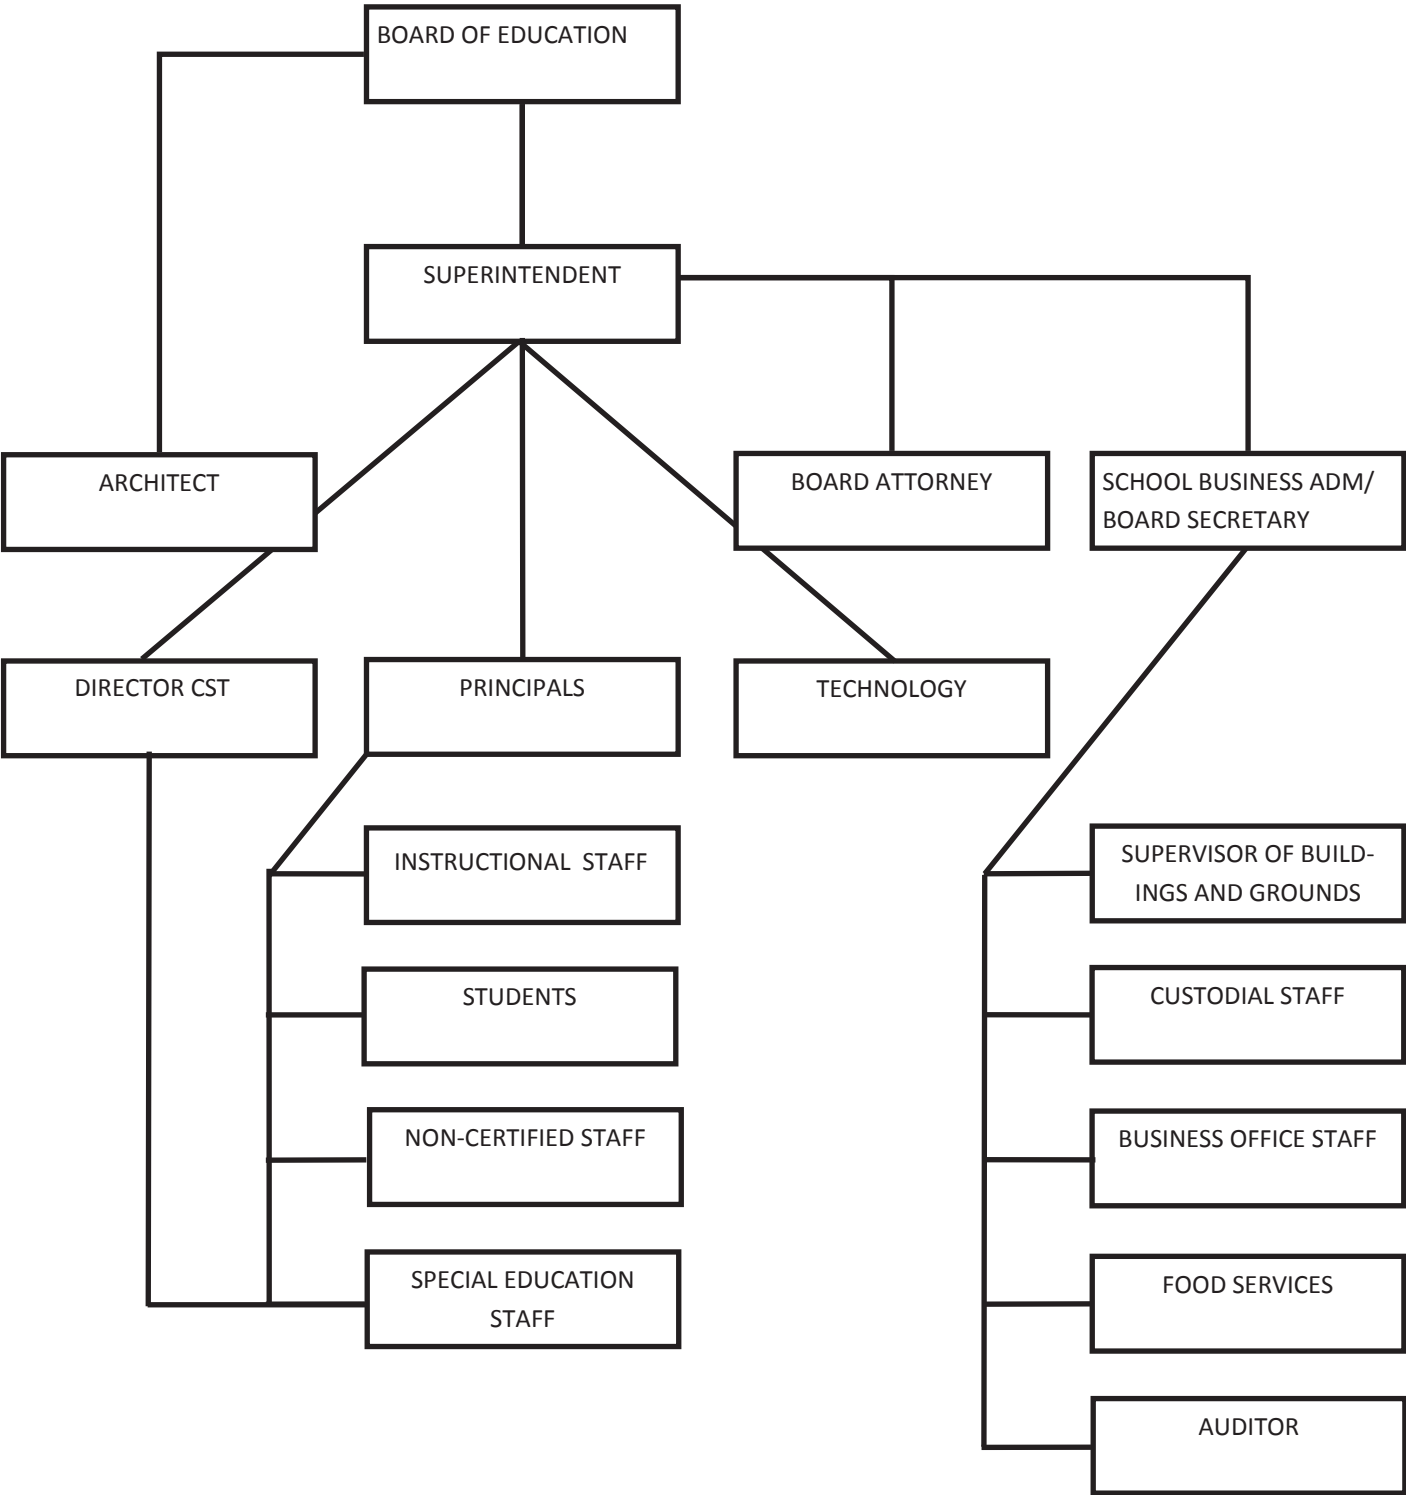 BOARD OF EDUCATION
SUPERINTENDENT
ARCHITECT
BOARD ATTORNEY
SCHOOL BUSINESS ADM/
BOARD SECRETARY
DIRECTOR CST
PRINCIPALS
TECHNOLOGY
INSTRUCTIONAL  STAFF
STUDENTS
NON-CERTIFIED STAFF
SPECIAL EDUCATION
STAFF
SUPERVISOR OF BUILD-
INGS AND GROUNDS
CUSTODIAL STAFF
BUSINESS OFFICE STAFF
FOOD SERVICES
AUDITOR